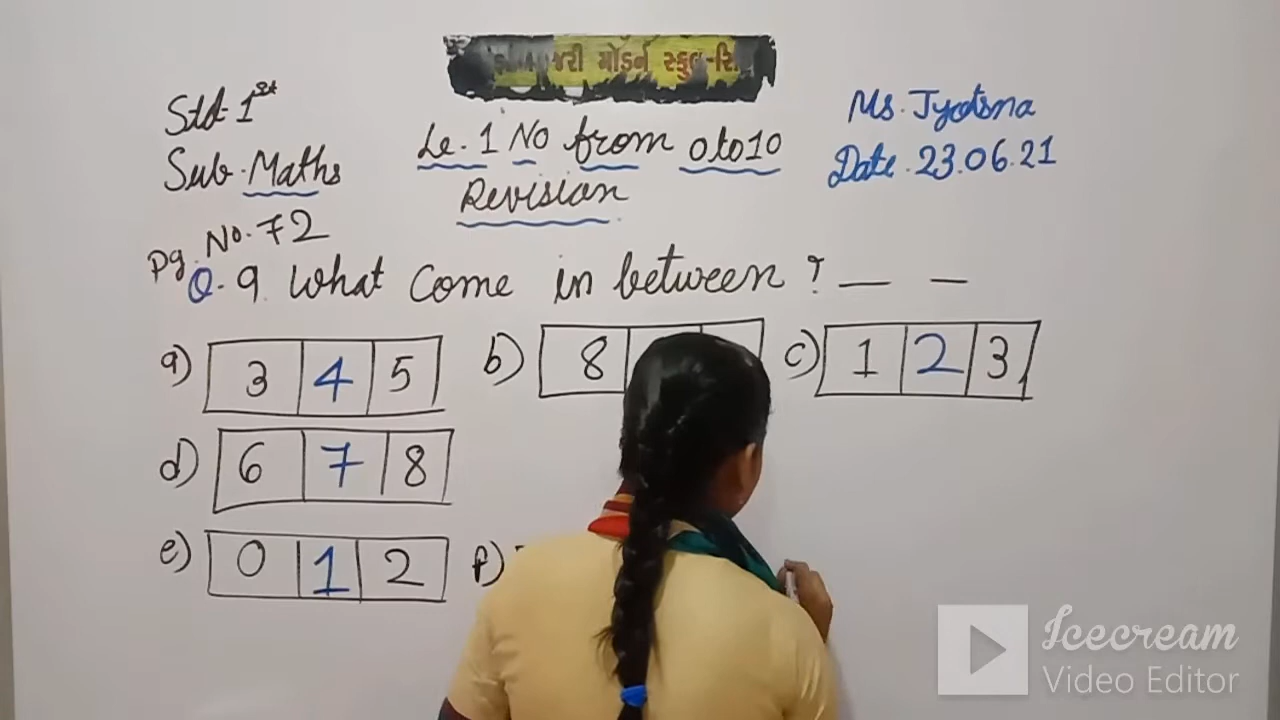 મોડર્ન સ્કુલ
Std-1st
Sub-Maths
Le.1 No from 0 to 10
Revision
Ms. Jyotsna
Date.23.06.21
Pg. No.72
Q.9. What Come in between ? _ _
a) 3 4 5
b) 8
c) 1 2 3
d) 6 7 8
e) 0 1 2
f)
Icecream
Video Editor